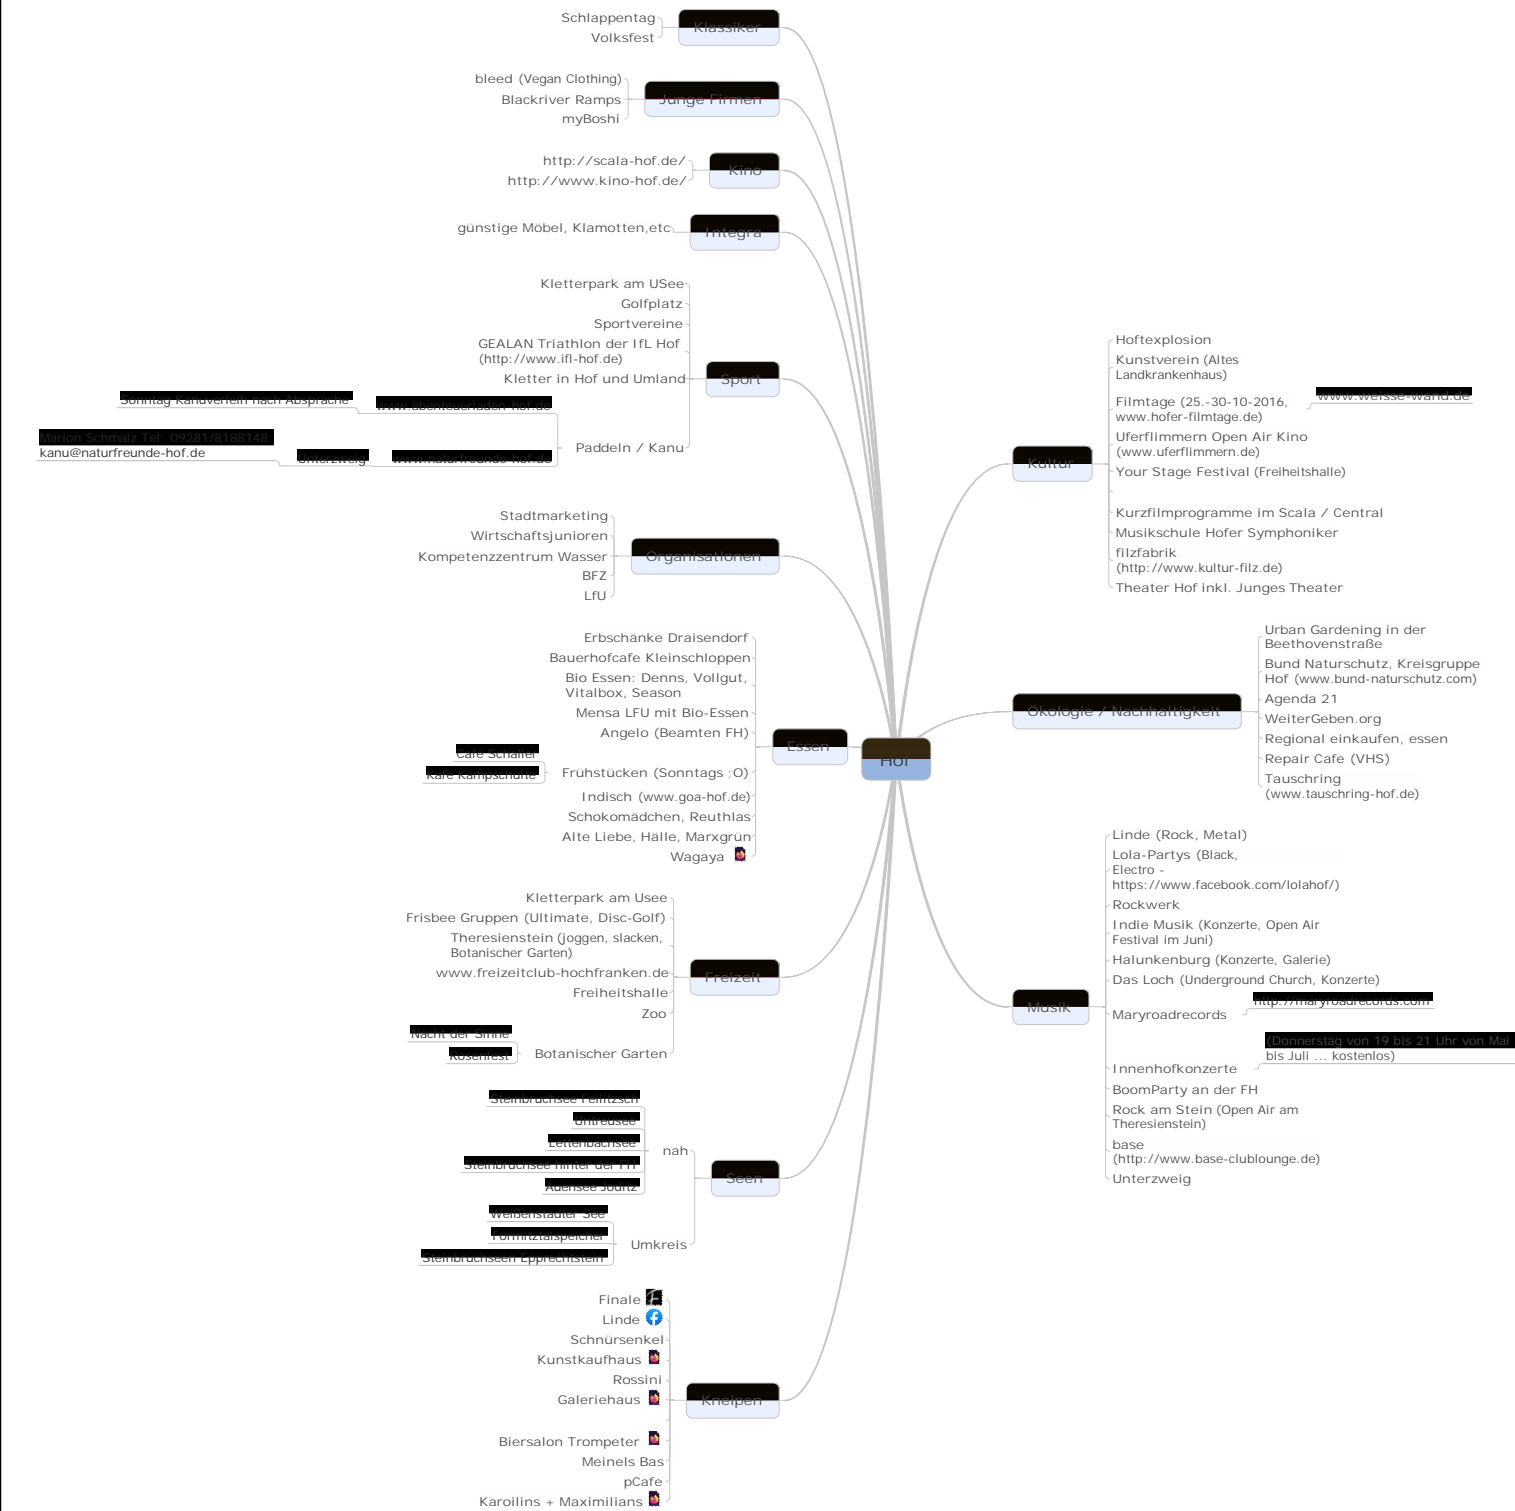 Schlappentag
Volksfest
Klassiker
bleed (Vegan Clothing)
Blackriver Ramps
myBoshi
Junge Firmen
http://scala-hof.de/
http://www.kino-hof.de/
Kino
günstige Möbel, Klamotten,etc
Integra
Kletterpark am USee
Golfplatz
Sportvereine
GEALAN Triathlon der IfL Hof
(http://www.ifl-hof.de)
Kletter in Hof und Umland
Sport
Sonntag Kanuverleih nach Absprache
www.abenteuerladen-hof.de
Marion Schmalz Tel: 09281/8188148
kanu@naturfreunde-hof.de
Unterzweig
www.naturfreunde-hof.de
Paddeln / Kanu
Stadtmarketing
Wirtschaftsjunioren
Kompetenzzentrum Wasser
BFZ
LfU
Organisationen
Erbschänke Draisendorf
Bauerhofcafe Kleinschloppen
Bio Essen: Denns, Vollgut,
Vitalbox, Season
Mensa LFU mit Bio-Essen
Angelo (Beamten FH)
Essen
Cafe Schaller
Kafe Kampschulte
Frühstücken (Sonntags ;O)
Indisch (www.goa-hof.de)
Schokomädchen, Reuthlas
Alte Liebe, Hälle, Marxgrün
Wagaya
Kletterpark am Usee
Frisbee Gruppen (Ultimate, Disc-Golf)
Theresienstein (joggen, slacken,
Botanischer Garten)
www.freizeitclub-hochfranken.de
Freiheitshalle
Zoo
Freizeit
Nacht der Sinne
Rosenfest
Botanischer Garten
Steinbruchsee Feilitzsch
Untreusee
Lettenbachsee
Steinbruchsee hinter der FH
Auensee Joditz
nah
Seen
Weißenstädter See
Förmitztalspeicher
Steinbruchseen Epprechtstein
Umkreis
Finale
Linde
Schnürsenkel
Kunstkaufhaus
Rossini
Galeriehaus
Biersalon Trompeter
Meinels Bas
pCafe
Karoilins + Maximilians
Kneipen
Hof
Kultur
Hoftexplosion
Kunstverein (Altes
Landkrankenhaus)
Filmtage (25.-30-10-2016,
www.hofer-filmtage.de)
www.weisse-wand.de
Uferflimmern Open Air Kino
(www.uferflimmern.de)
Your Stage Festival (Freiheitshalle)
Kurzfilmprogramme im Scala / Central
Musikschule Hofer Symphoniker
filzfabrik
(http://www.kultur-filz.de)
Theater Hof inkl. Junges Theater
Ökologie / Nachhaltigkeit
Urban Gardening in der
Beethovenstraße
Bund Naturschutz, Kreisgruppe
Hof (www.bund-naturschutz.com)
Agenda 21
WeiterGeben.org
Regional einkaufen, essen
Repair Cafe (VHS)
Tauschring
(www.tauschring-hof.de)
Musik
Linde (Rock, Metal)
Lola-Partys (Black,
Electro -
https://www.facebook.com/lolahof/)
Rockwerk
Indie Musik (Konzerte, Open Air
Festival im Juni)
Halunkenburg (Konzerte, Galerie)
Das Loch (Underground Church, Konzerte)
Maryroadrecords
http://maryroadrecords.com
Innenhofkonzerte
(Donnerstag von 19 bis 21 Uhr von Mai
bis Juli ... kostenlos)
BoomParty an der FH
Rock am Stein (Open Air am
Theresienstein)
base
(http://www.base-clublounge.de)
Unterzweig